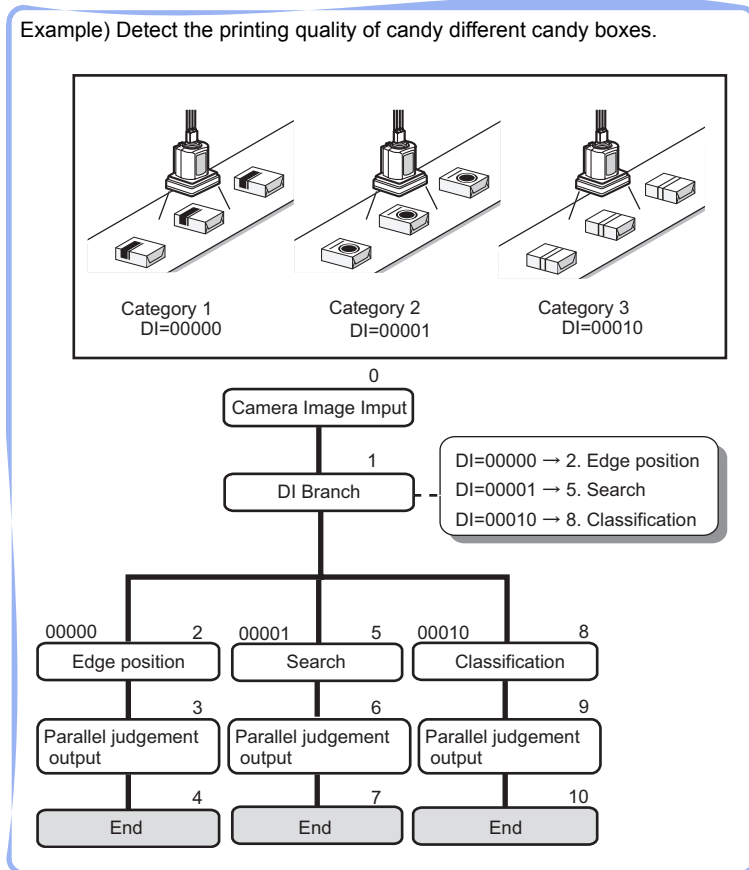 Example) Detect the printing quality of candy different candy boxes.
Category 1
DI=00000
Category 2
DI=00001
Category 3
DI=00010
0
Camera Image Imput
1
DI Branch
DI=00000 → 2. Edge position
DI=00001 → 5. Search
DI=00010 → 8. Classification
00000 2
Edge position
00001 5
Search
00010 8
Classification
3
Parallel judgement
output
6
Parallel judgement
output
9
Parallel judgement
output
4
End
7
End
10
End